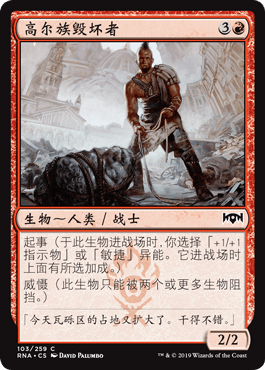 高尔族毁坏者 3
生物~人类 / 战士 RNA
起事（于此生物进战场时，你选择「+1/+1
指示物」或「敏捷」异能。它进战场时
上面有所选加成。）
威慑（此生物只能被两个或更多生物阻
挡。）
「今天瓦砾区的占地又扩大了。干得不错。」
2/2
103/259 C
RNA • CS DAVID PALUMBO
™ & © 2019 Wizards of the Coast